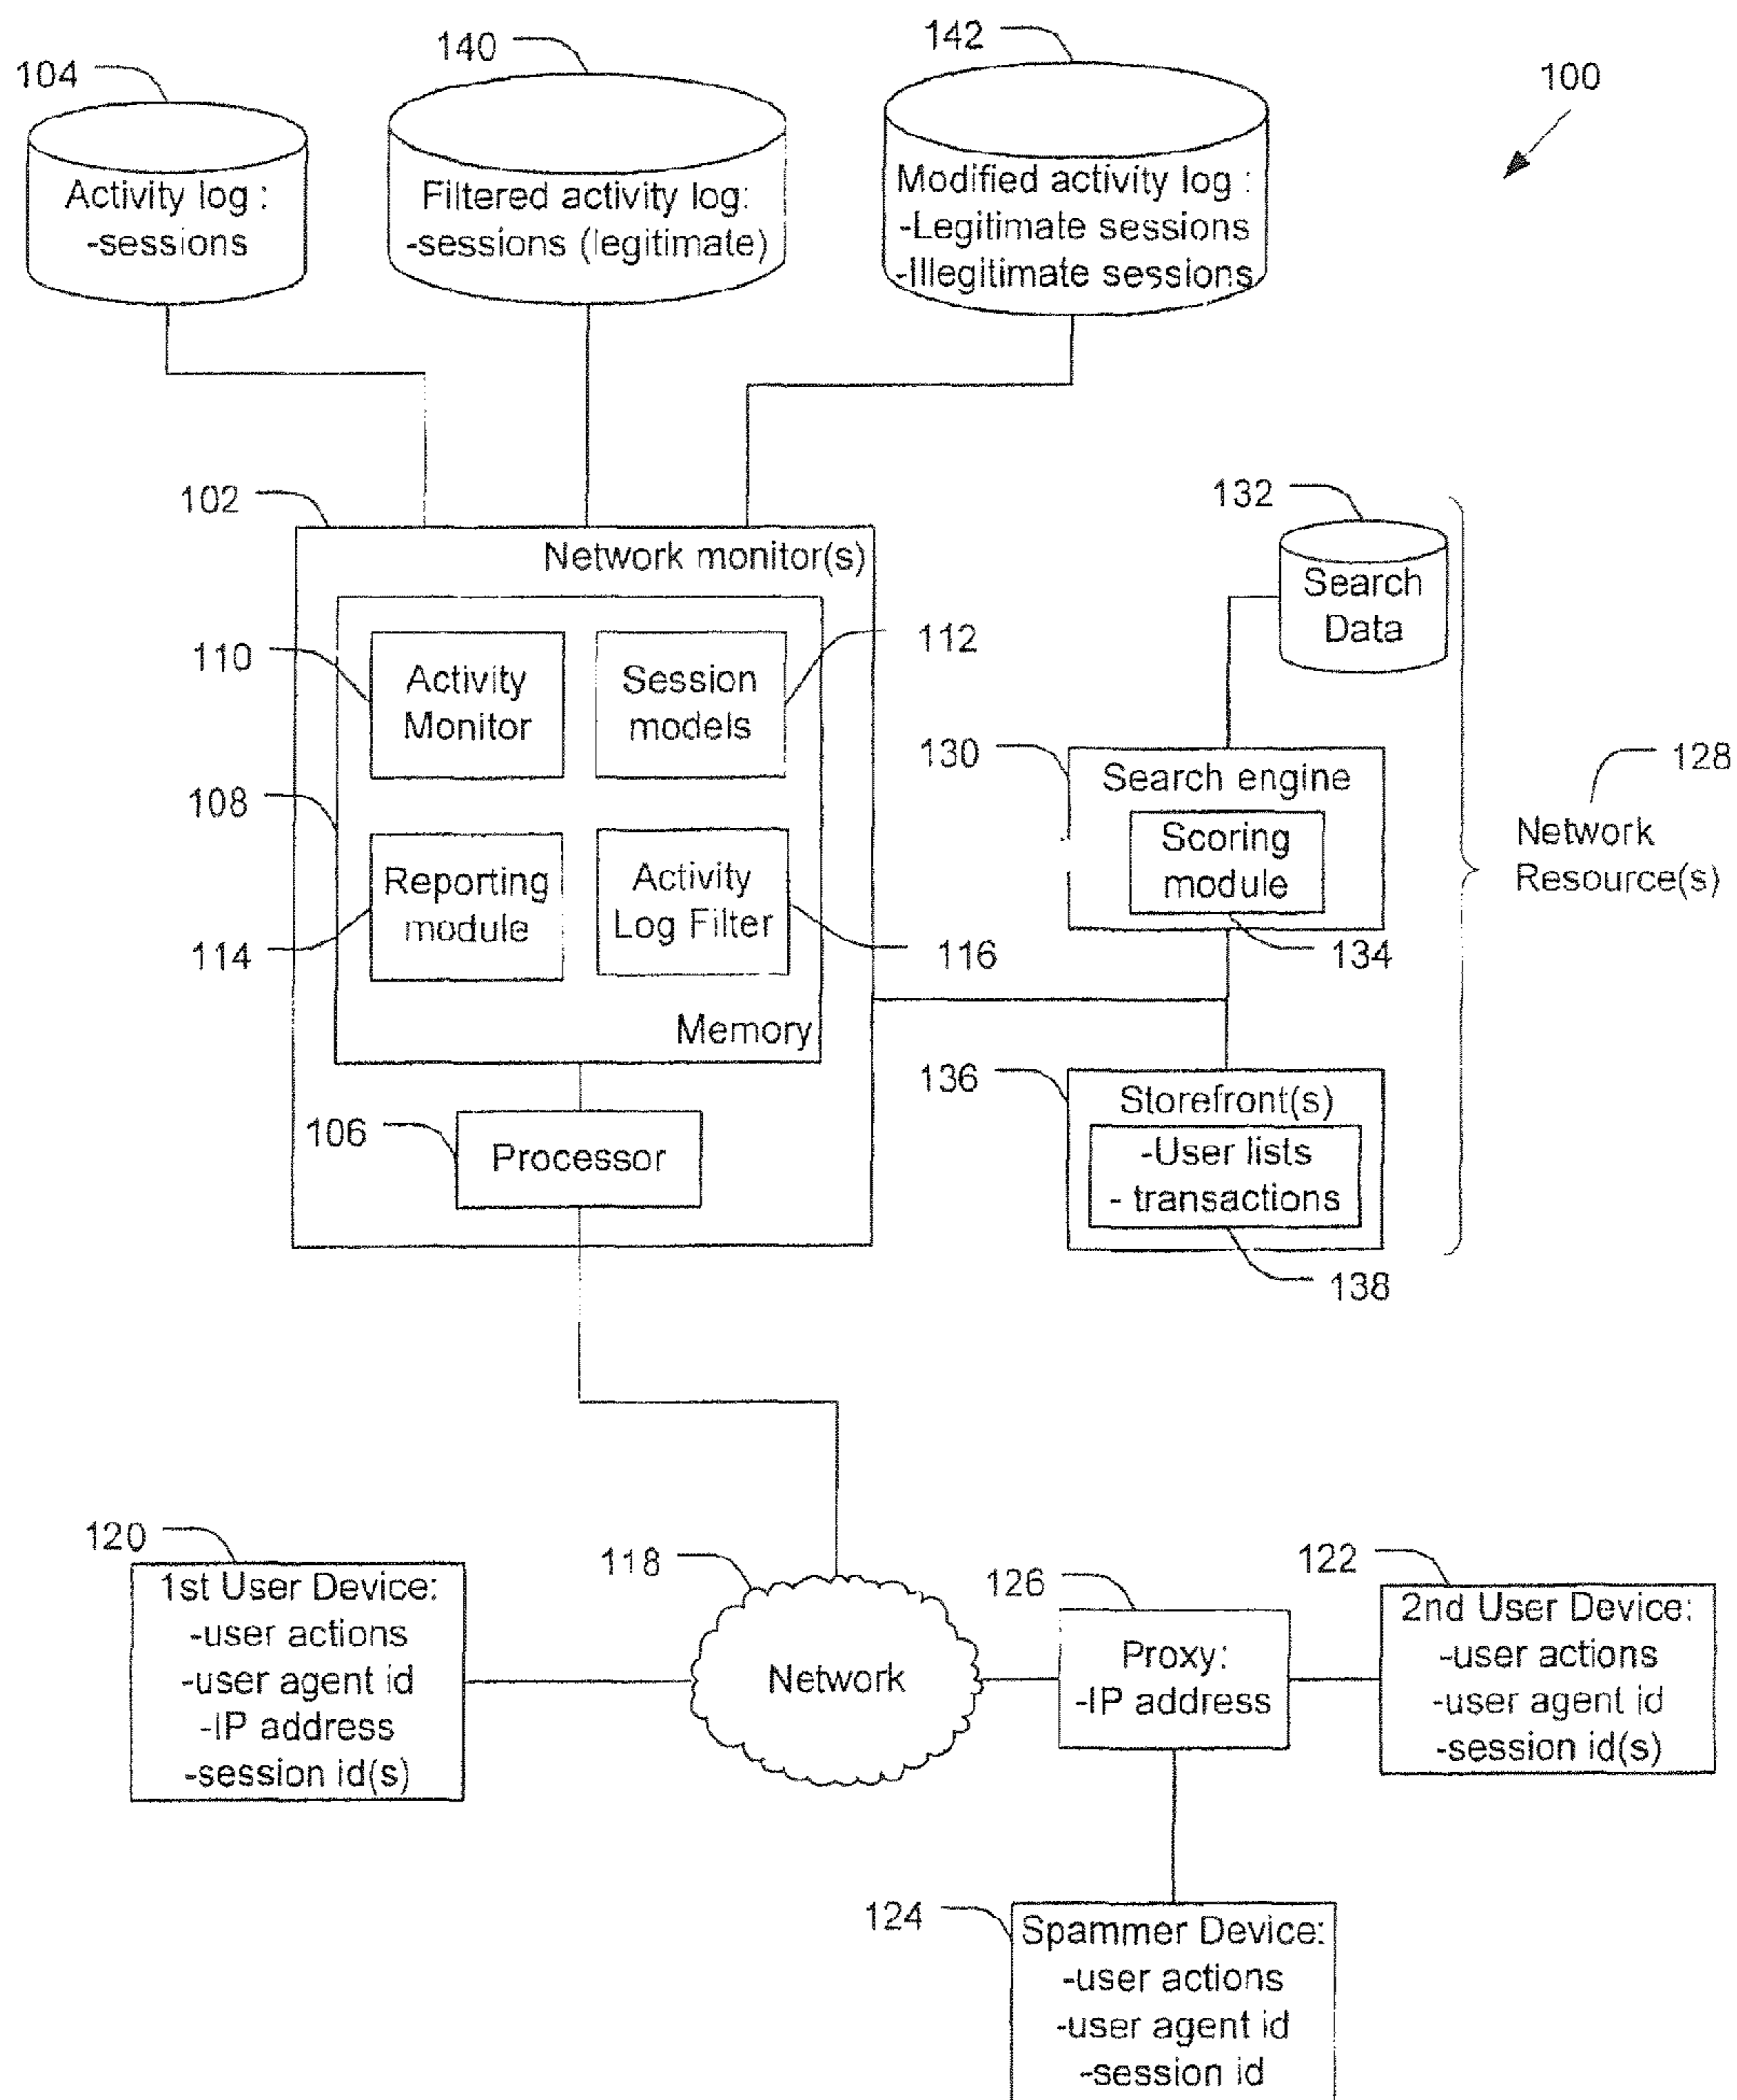 100
104
Activity log :
-sessions
140
Filtered activity log:
-sessions (legitimate)
142
Modified activity log :
-Legitimate sessions
-Illegitimate sessions
102
Network monitor(s)
110
Activity
Monitor
112
Session
models
108
114
Reporting
module
116
Activity
Log Filter
Memory
106
Processor
132
Search
Data
130
Search engine
Scoring
module
134
128
Network
Resource(s)
136
Storefront(s)
-User lists
- transactions
138
120
1st User Device:
-user actions
-user agent id
-IP address
-session id(s)
118
Network
126
Proxy:
-IP address
122
2nd User Device:
-user actions
-user agent id
-session id(s)
124
Spammer Device:
-user actions
-user agent id
-session id